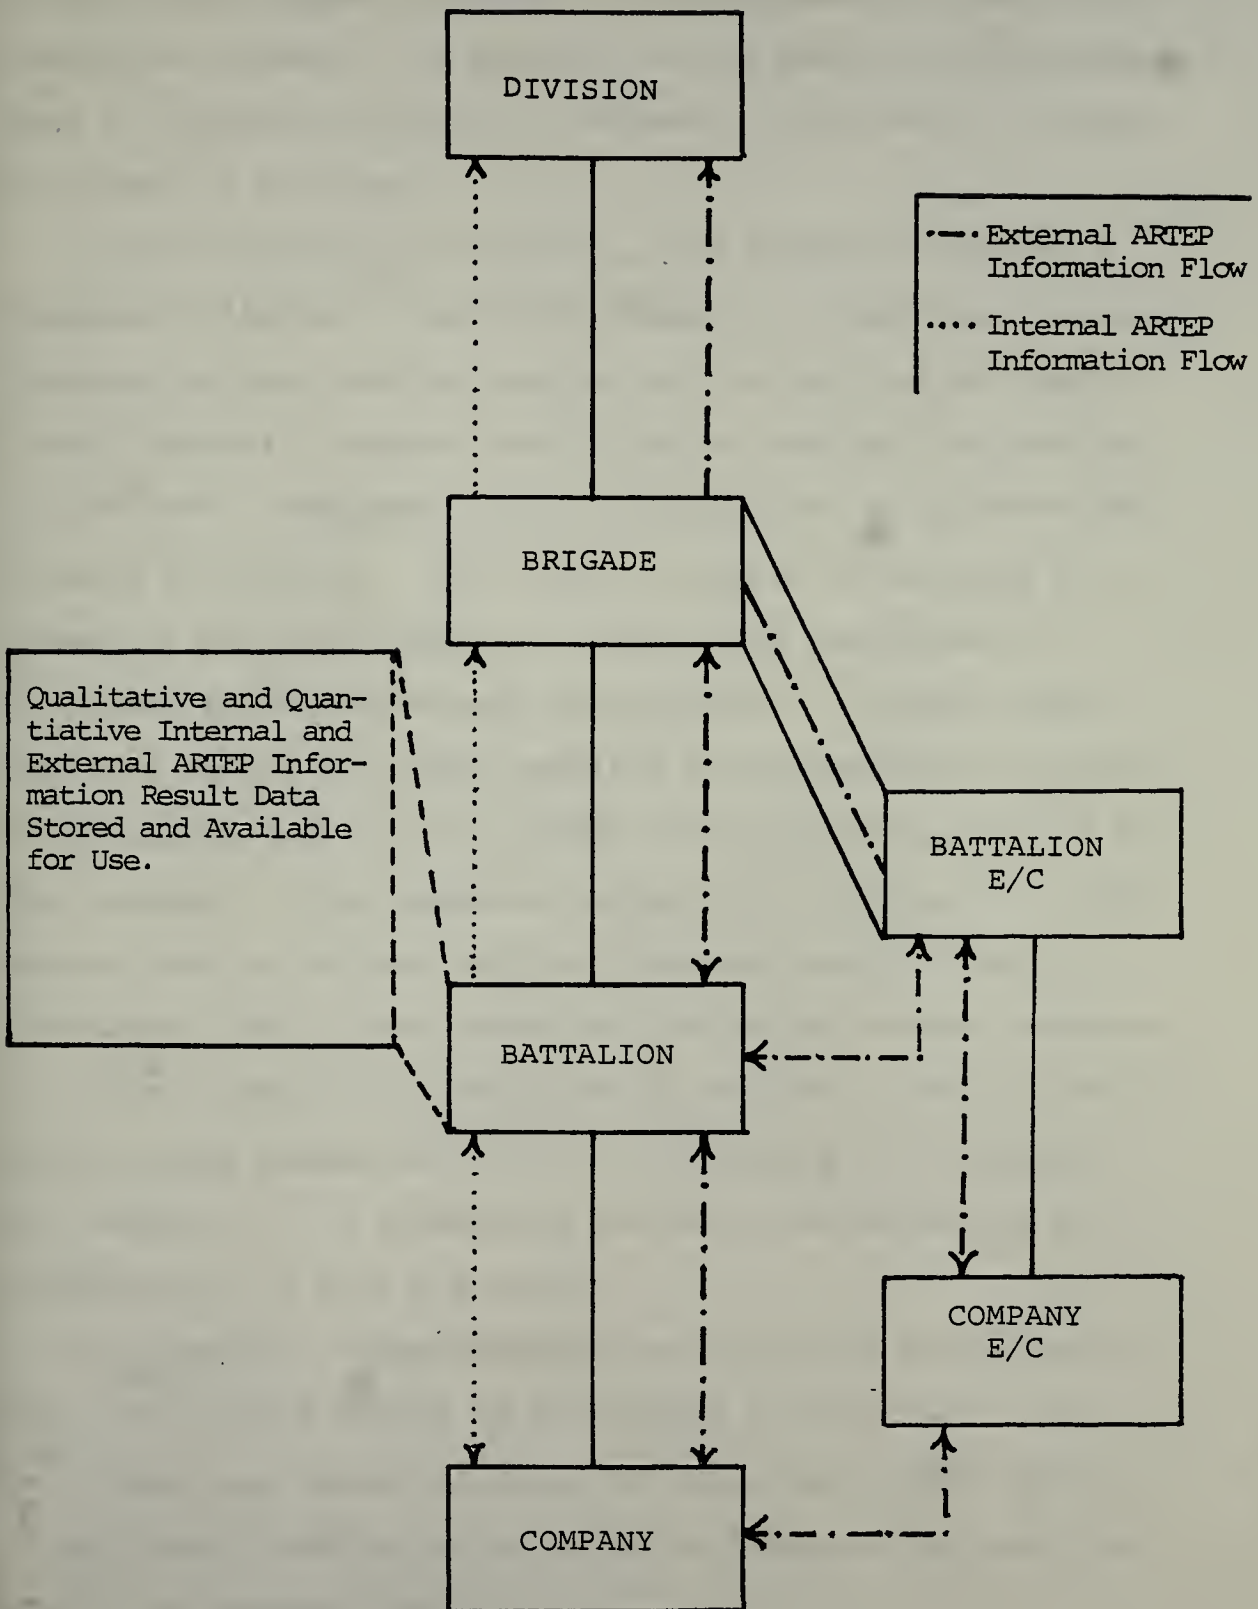 DIVISION
External ARTEP
Information Flow
Internal ARTEP
Information Flow
BRIGADE
Qualitative and Quan-
tiative Internal and
External ARTEP Infor-
mation Result Data
Stored and Available
for Use.
BATTALION
E/C
BATTALION
COMPANY
E/C
COMPANY